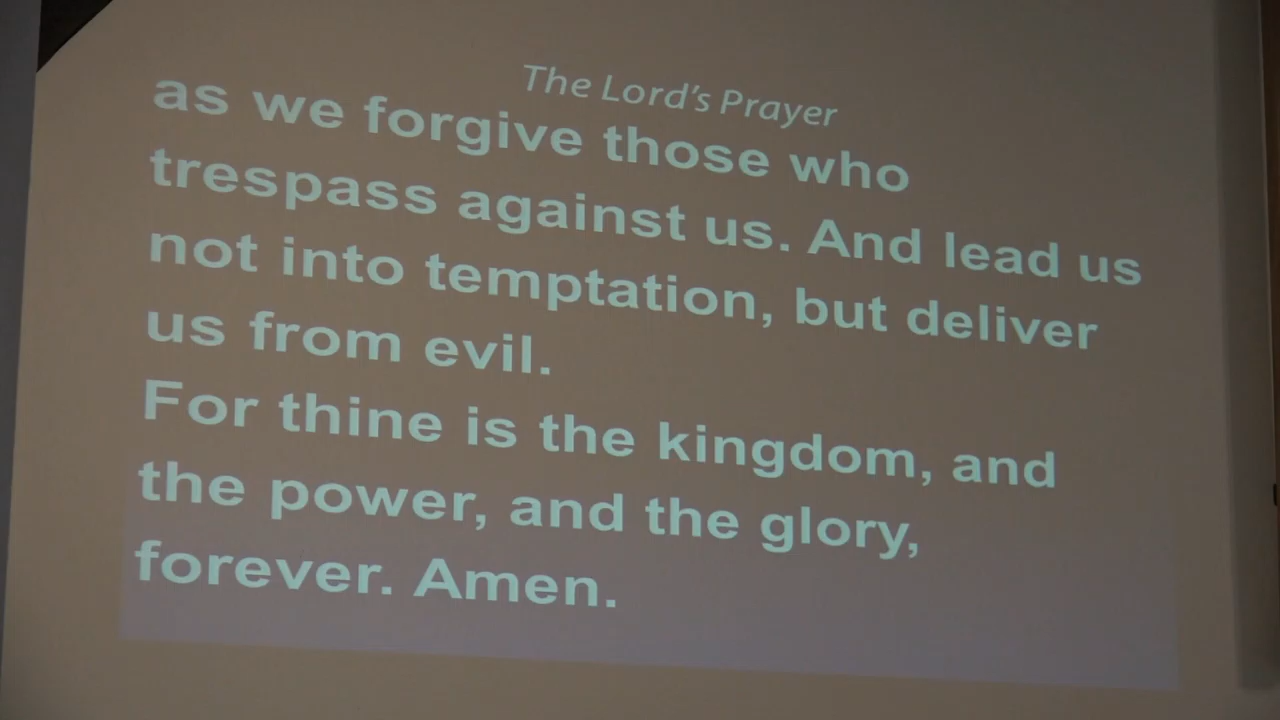 The Lord's Prayer
as we forgive those who
trespass against us. And lead us
not into temptation, but deliver
us from evil.
For thine is the kingdom, and
the power, and the glory,
forever. Amen.